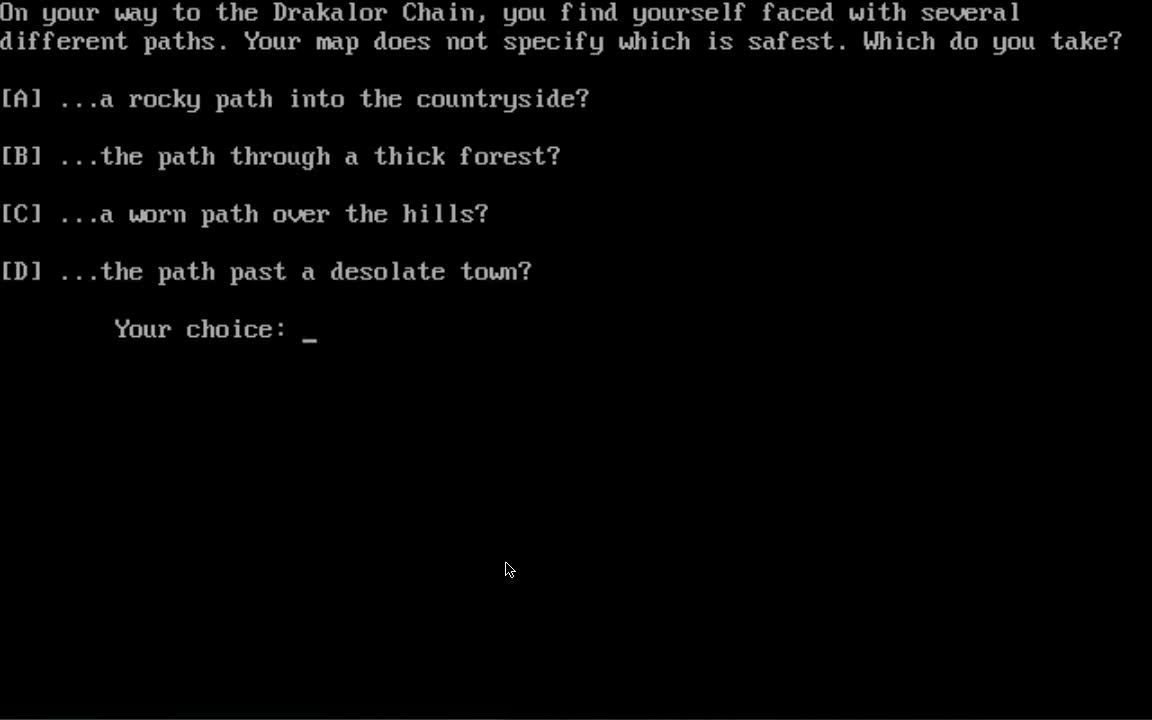 On your way to the Drakalor Chain, you find yourself faced with several
different paths. Your map does not specify which is safest. Which do you take?
[A] ...a rocky path into the countryside?
[B] ...the path through a thick forest?
[C] ...a worn path over the hills?
[D] ...the path past a desolate town?
Your choice: _